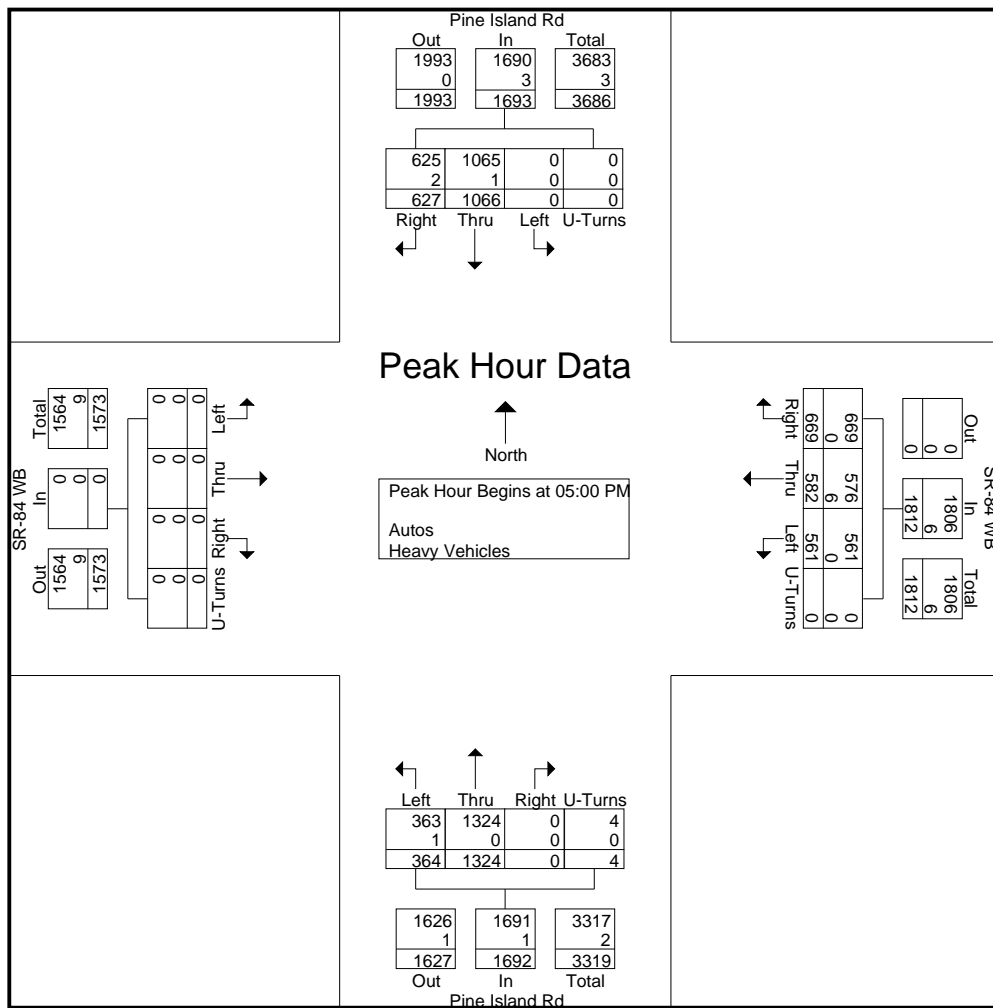 Pine Island Rd
Out In Total
1993 1690 3683
0 3 3
1993 1693 3686
625 1065 0 0
2 1 0 0
627 1066 0 0
Right Thru Left U-Turns
Peak Hour Data
North
Peak Hour Begins at 05:00 PM
Autos
Heavy Vehicles
SR-84 WB
Out In Total
1564 0 1564
9 0 9
1573 0 1573
0 0 0 0
0 0 0 0
0 0 0 0
U-Turns Right Thru Left
SR-84 WB
Out In Total
0 1806 1806
0 6 6
0 1812 1812
669 576 561 0
0 6 0 0
669 582 561 0
Right Thru Left U-Turns
Left Thru Right U-Turns
363 1324 0 4
1 0 0 0
364 1324 0 4
1626 1691 3317
1 1 2
1627 1692 3319
Out In Total
Pine Island Rd